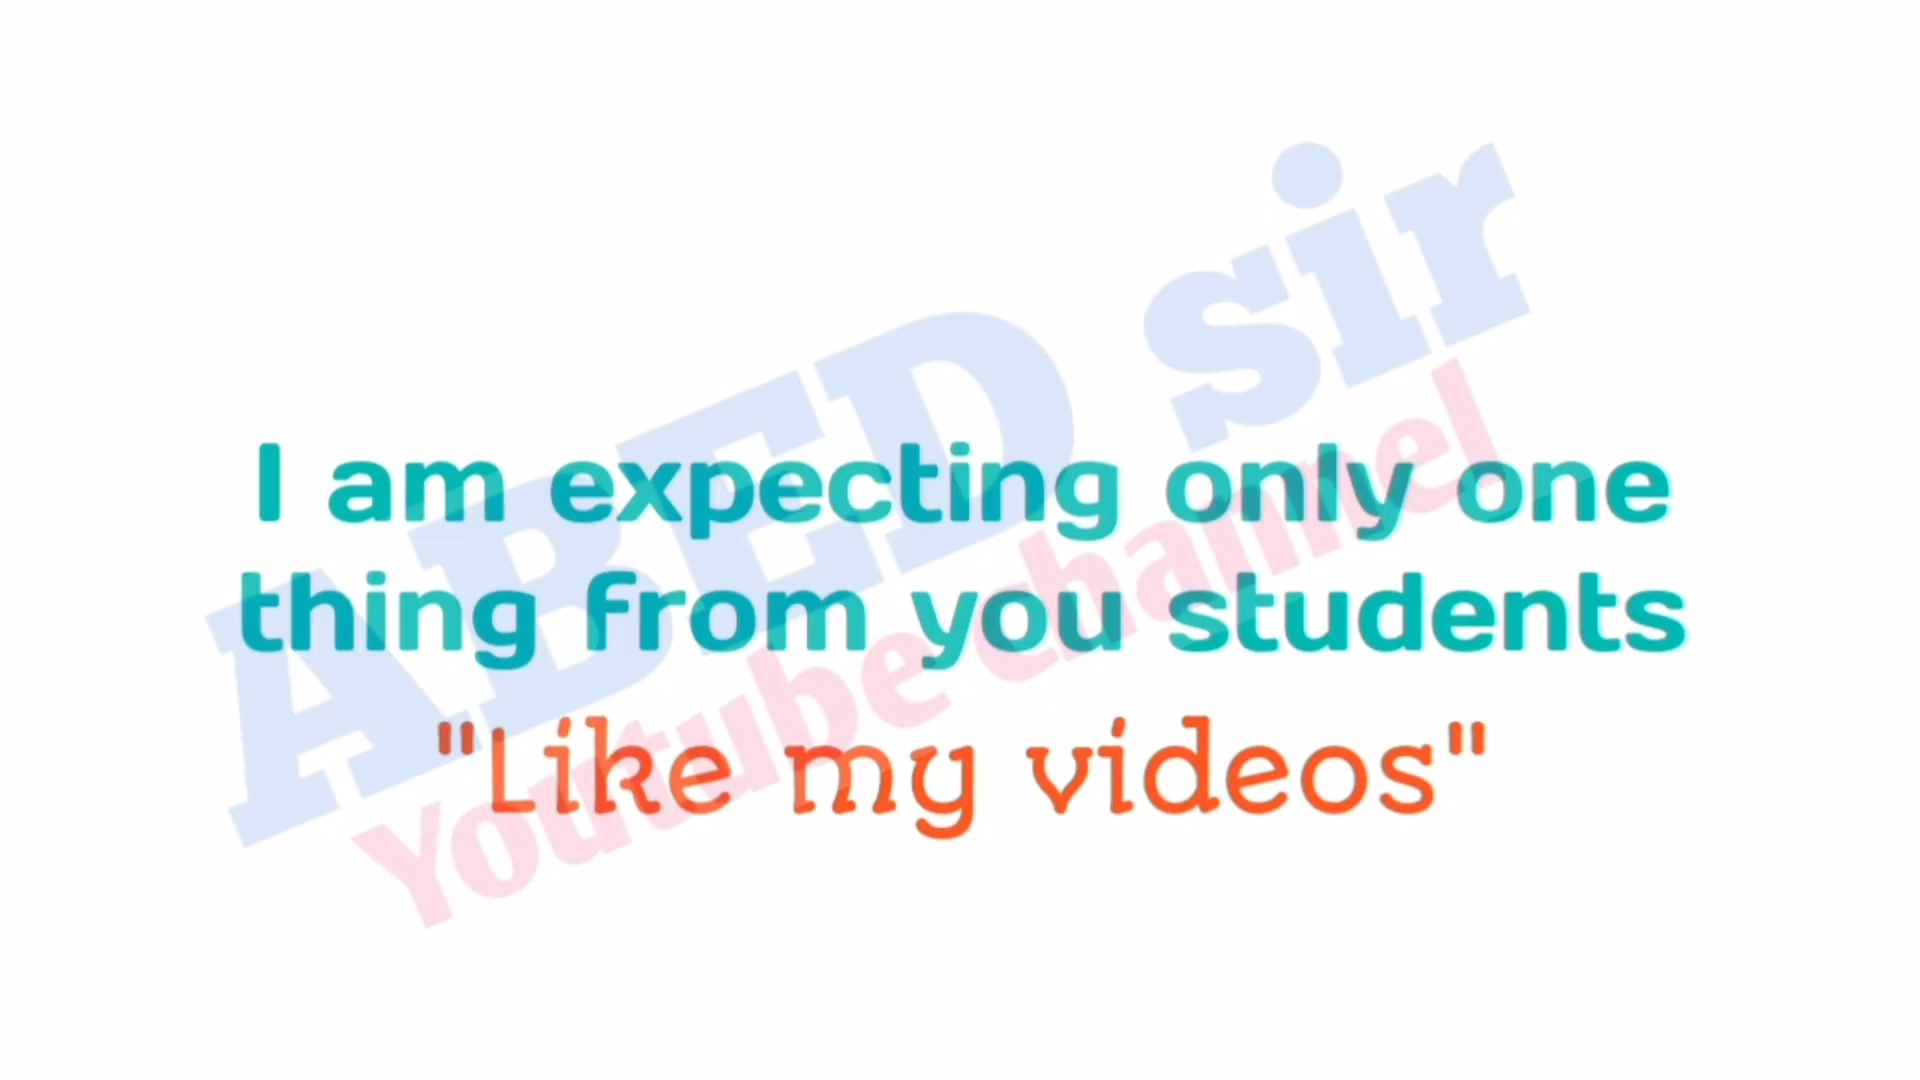 I am expecting only one
thing from you students
"Like my videos"
ABED sir
Youtube channel